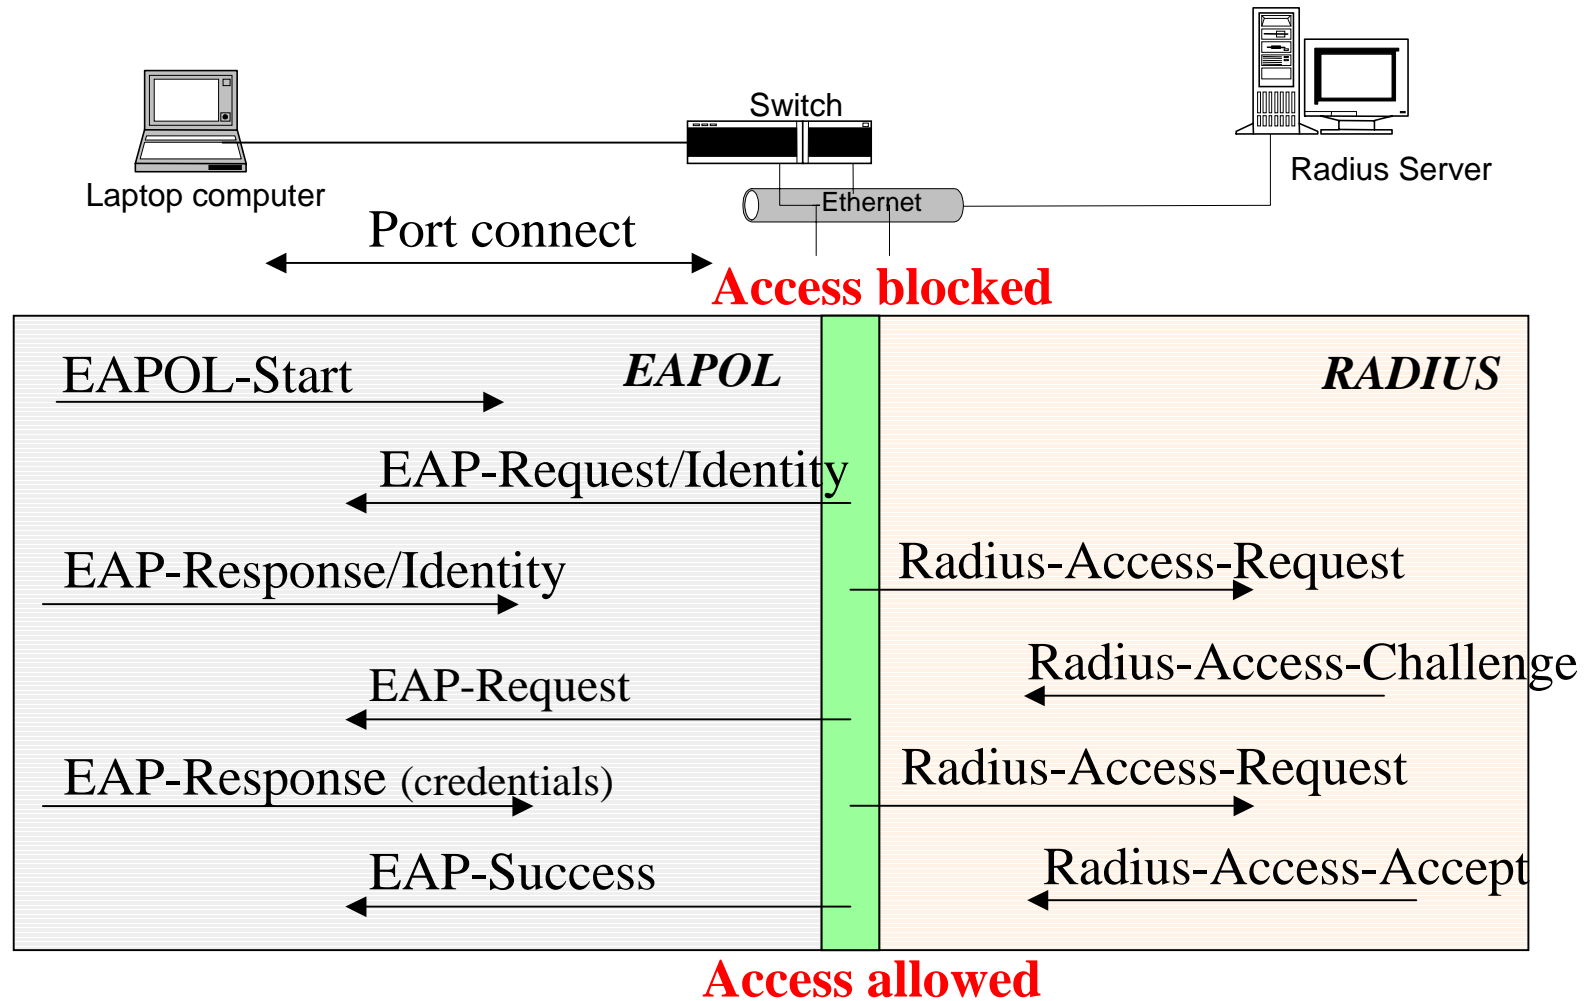 Switch
Radius Server
Laptop computer
Ethernet
Port connect
Access blocked
EAPOL
RADIUS
EAPOL-Start
EAP-Request/Identity
EAP-Response/Identity
Radius-Access-Request
Radius-Access-Challenge
EAP-Request
Radius-Access-Request
EAP-Response (credentials)
Radius-Access-Accept
EAP-Success
Access allowed